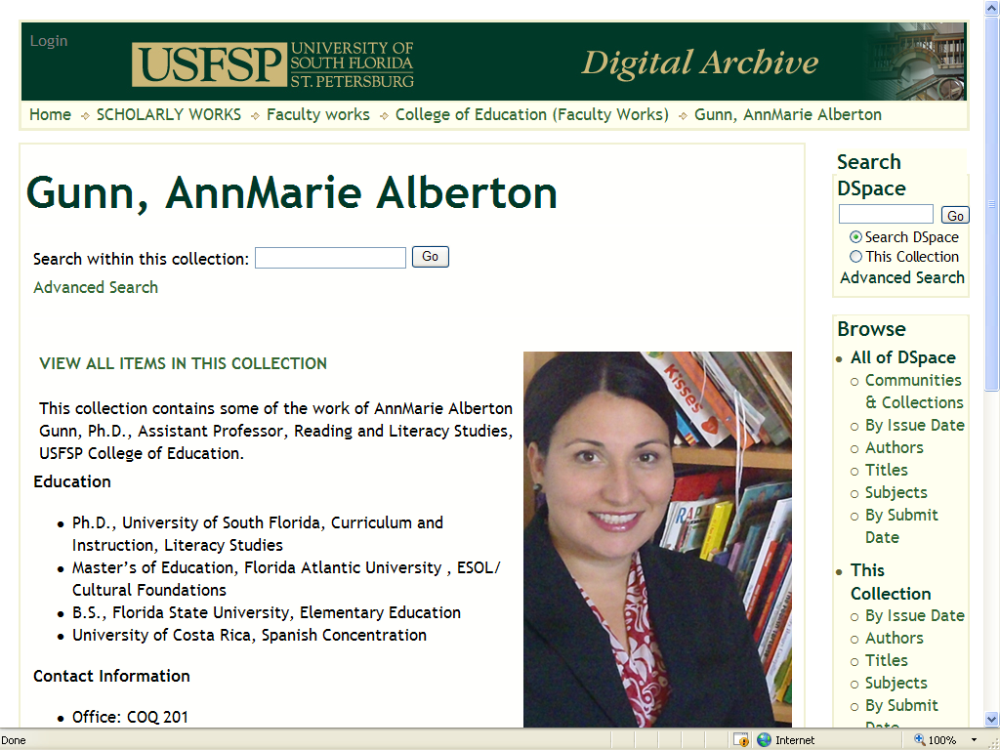 Login
USFSP UNIVERSITY OF
SOUTH FLORIDA
ST. PETERSBURG
Digital Archive
Home SCHOLARLY WORKS Faculty works College of Education (Faculty Works) Gunn, AnnMarie Alberton
Gunn, AnnMarie Alberton
Search within this collection: Go
Advanced Search
VIEW ALL ITEMS IN THIS COLLECTION
This collection contains some of the work of AnnMarie Alberton
Gunn, Ph.D., Assistant Professor, Reading and Literacy Studies,
USFSP College of Education.
Education
Ph.D., University of South Florida, Curriculum and
Instruction, Literacy Studies
Master's of Education, Florida Atlantic University , ESOL/
Cultural Foundations
B.S., Florida State University, Elementary Education
University of Costa Rica, Spanish Concentration
Contact Information
Office: COQ 201
Kisses
RAP
Search
DSpace
Go
Search DSpace
This Collection
Advanced Search
Browse
All of DSpace
Communities
& Collections
By Issue Date
Authors
Titles
Subjects
By Submit
Date
This
Collection
By Issue Date
Authors
Titles
Subjects
By Submit
Date
Done
Internet
100%